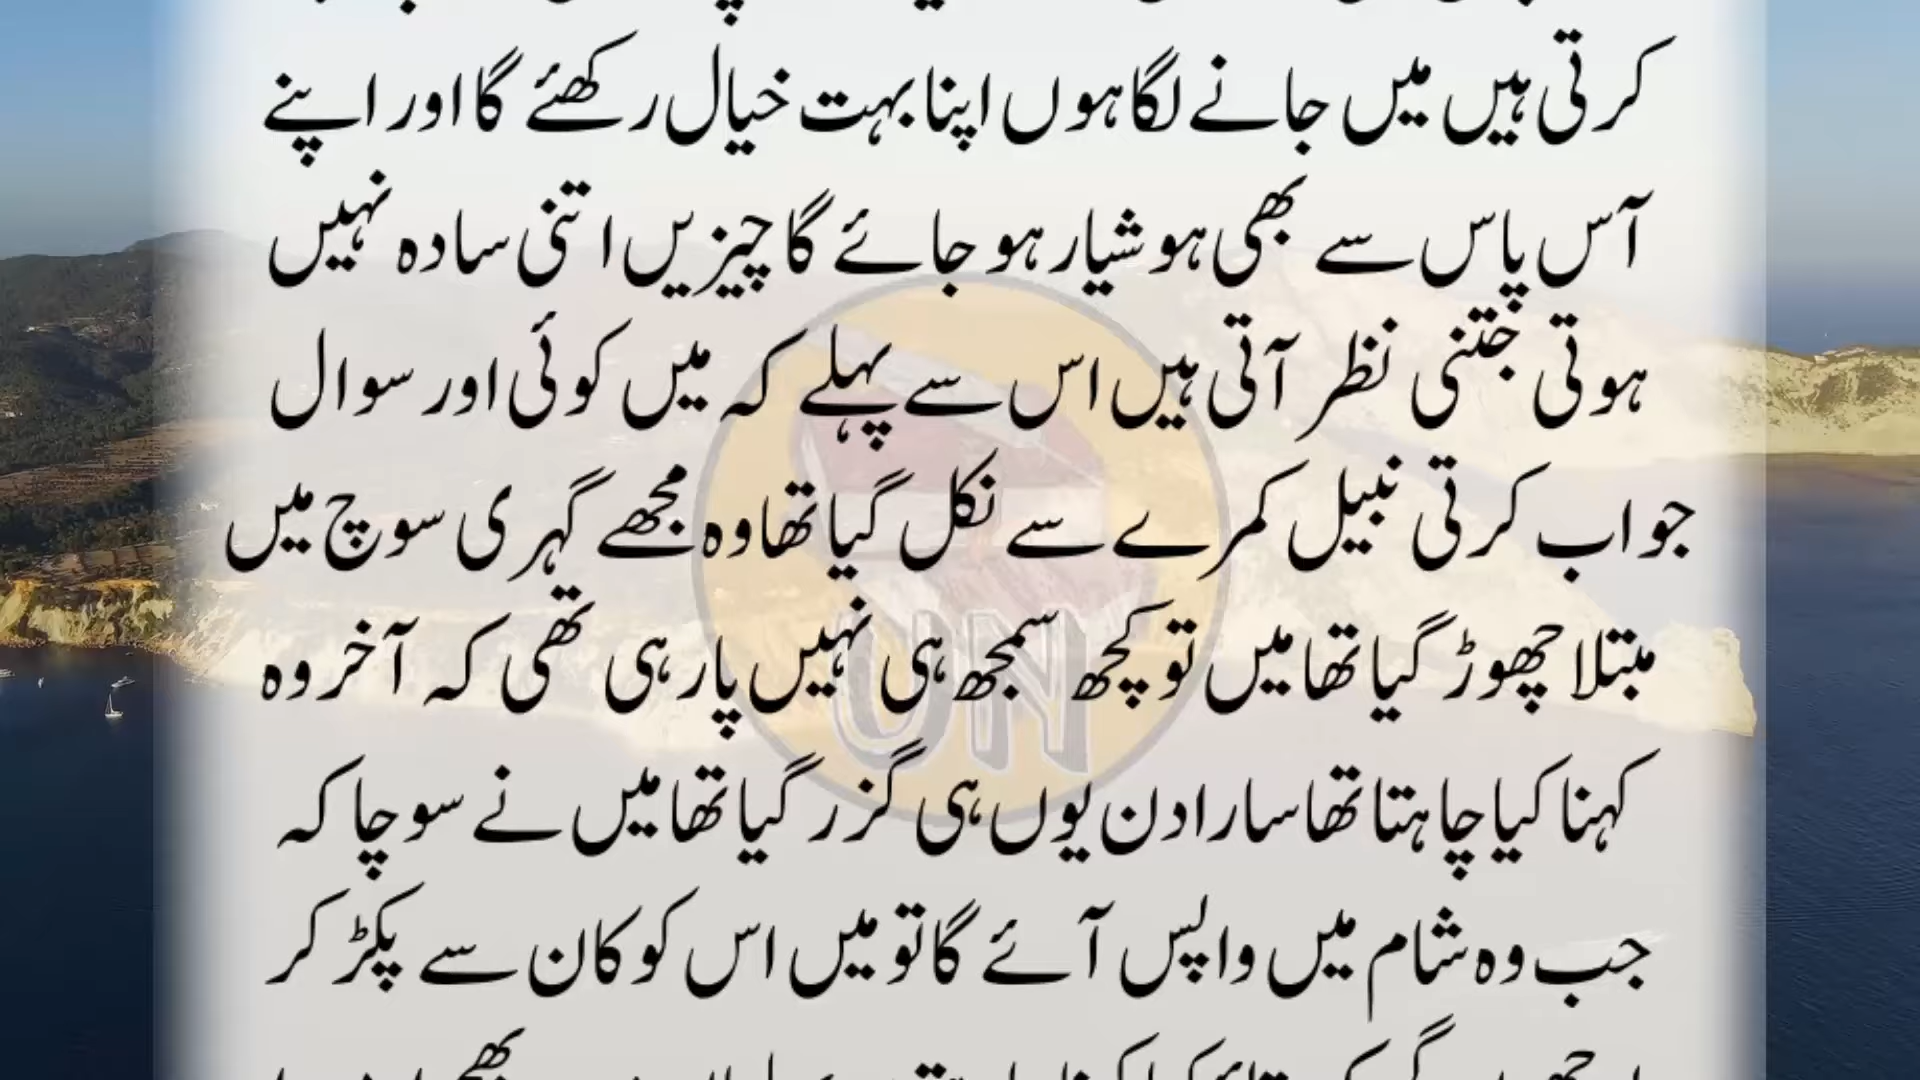 کرتی ہیں میں جانے لگا ہوں اپنا بہت خیال رکھئے گا اور اپنے
آس پاس سے بھی ہوشیار ہو جائے گا چیزیں اتنی سادہ نہیں
ہوتی جتنی نظر آتی ہیں اس سے پہلے کہ میں کوئی اور سوال
جواب کرتی نبیل کمرے سے نکل گیا تھا وہ مجھے گہری سوچ میں
مبتلا چھوڑ گیا تھا میں تو کچھ سمجھ ہی نہیں پا رہی تھی کہ آخر وہ
کہنا کیا چاہتا تھا سارا دن یوں ہی گزر گیا تھا میں نے سوچا کہ
جب وہ شام میں واپس آئے گا تو میں اس کو کان سے پکڑ کر
UN